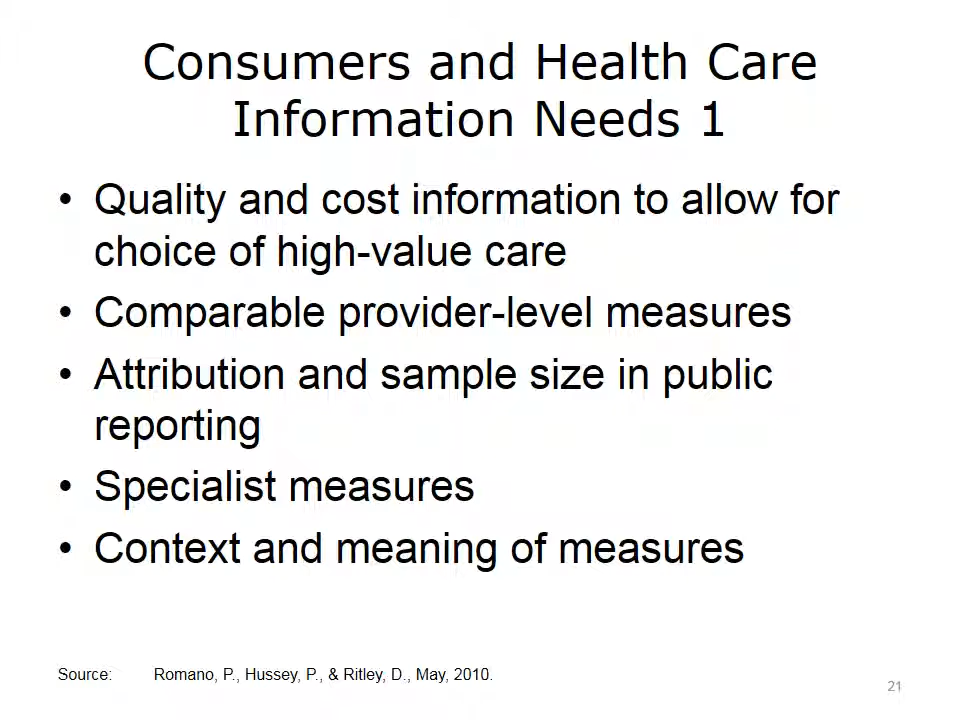 Consumers and Health Care
Information Needs 1
• Quality and cost information to allow for
choice of high-value care
• Comparable provider-level measures
• Attribution and sample size in public
reporting
• Specialist measures
• Context and meaning of measures
Source: Romano, P., Hussey, P., & Ritley, D., May, 2010.
21